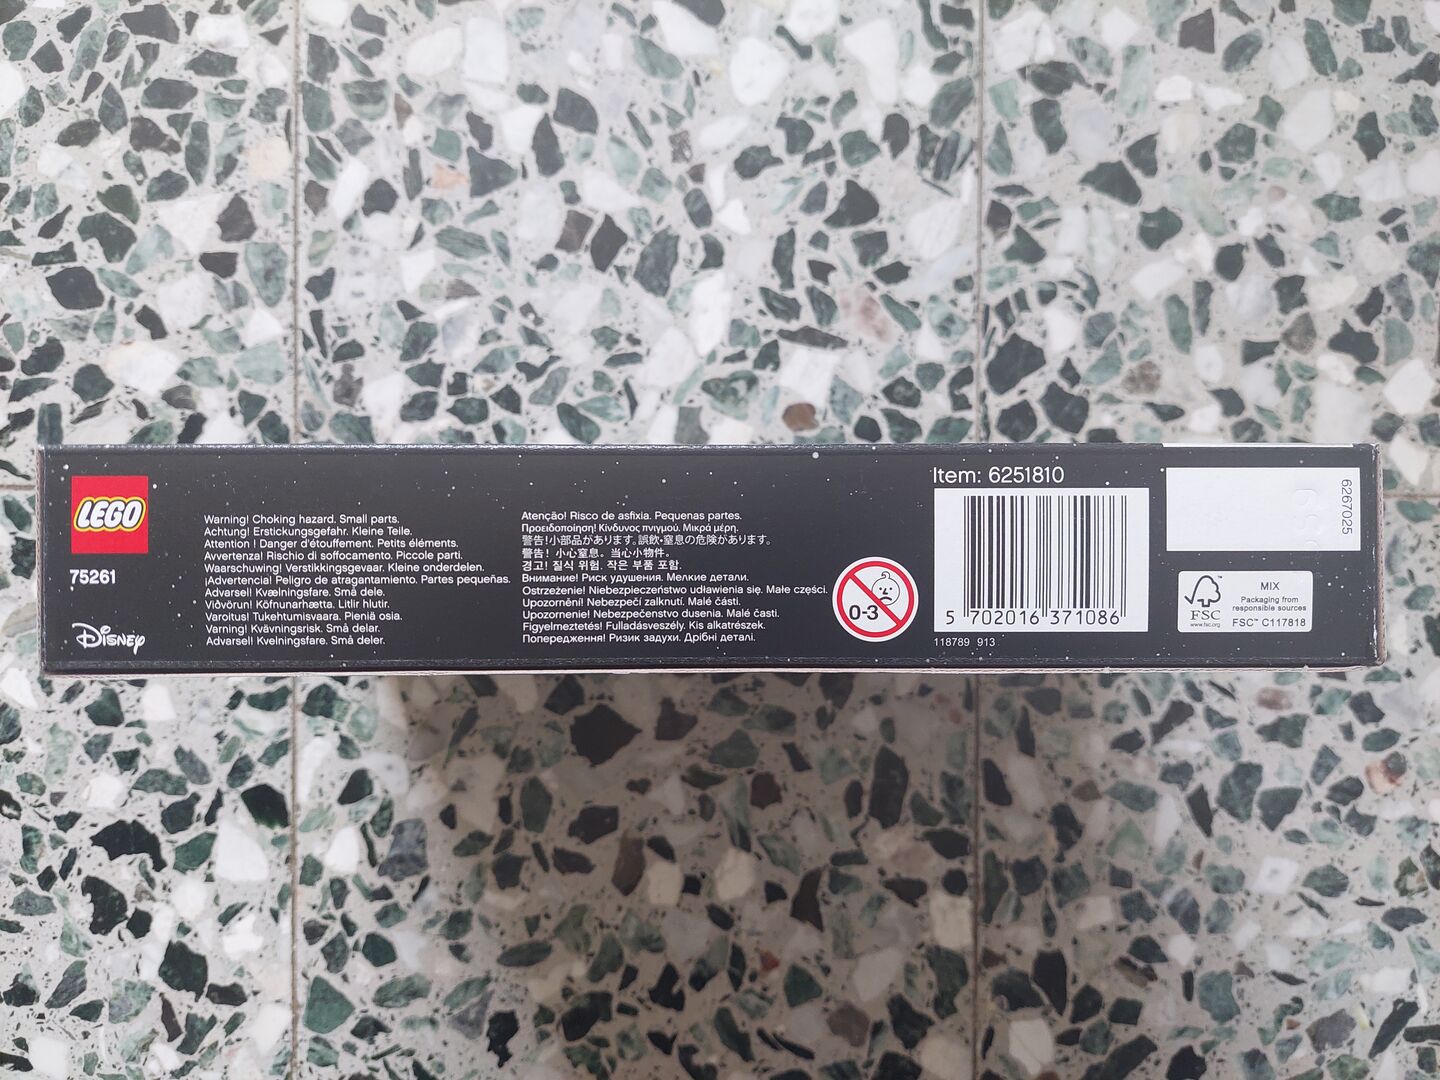 LEGO
75261
Disney
Warning! Choking hazard. Small parts.
Achtung! Erstickungsgefahr. Kleine Teile.
Attention ! Danger d'étouffement. Petits éléments.
Avvertenza! Rischio di soffocamento. Piccole parti.
Waarschuwing! Verstikkingsgevaar. Kleine onderdelen.
¡Advertencia! Peligro de atragantamiento. Partes pequeñas.
Advarsel! Kvælningsfare. Små dele.
Viðvörun! Köfnunarhætta. Litlir hlutir.
Varoitus! Tukehtumisvaara. Pieniä osia.
Varning! Kvävningsrisk. Små delar.
Advarsel! Kvelningsfare. Små deler.
Atenção! Risco de asfixia. Pequenas partes.
Προειδοποίηση! Κίνδυνος πνιγμού. Μικρά μέρη.
警告!小部品があります。誤飲・窒息の危険があります。
警告！小心窒息。当心小物件。
경고! 질식 위험. 작은 부품 포함.
Внимание! Риск удушения. Мелкие детали.
Ostrzeżenie! Niebezpieczeństwo udławienia się. Małe części.
Upozornění! Nebezpečí zalknutí. Malé části.
Upozornenie! Nebezpečenstvo dusenia. Malé časti.
Figyelmeztetés! Fulladásveszély. Kis alkatrészek.
Попередження! Ризик задухи. Дрібні деталі.
0-3
Item: 6251810
5 702016 371086
118789 913
6267025
FSC
www.fsc.org
MIX
Packaging from
responsible sources
FSC™ C117818